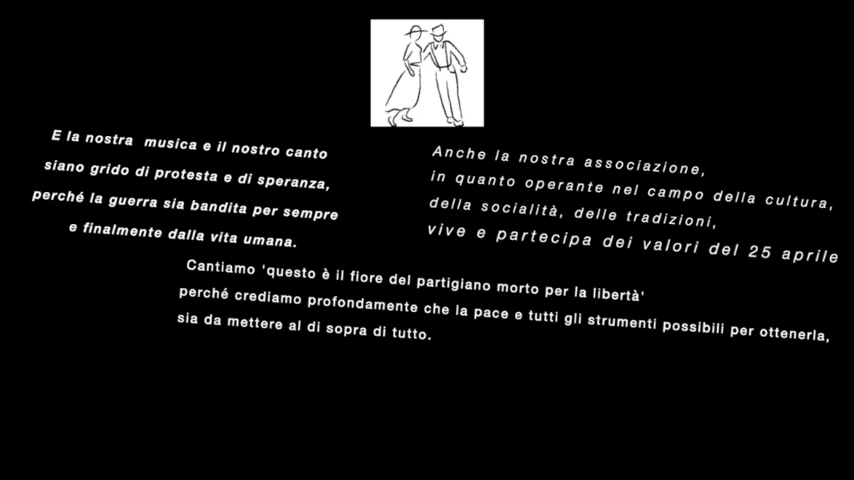 E la nostra musica e il nostro canto
siano grido di protesta e di speranza,
perché la guerra sia bandita per sempre
e finalmente dalla vita umana.
Anche la nostra associazione,
in quanto operante nel campo della cultura,
della socialità, delle tradizioni,
vive e partecipa dei valori del 25 aprile
Cantiamo 'questo è il fiore del partigiano morto per la libertà'
perché crediamo profondamente che la pace e tutti gli strumenti possibili per ottenerla,
sia da mettere al di sopra di tutto.